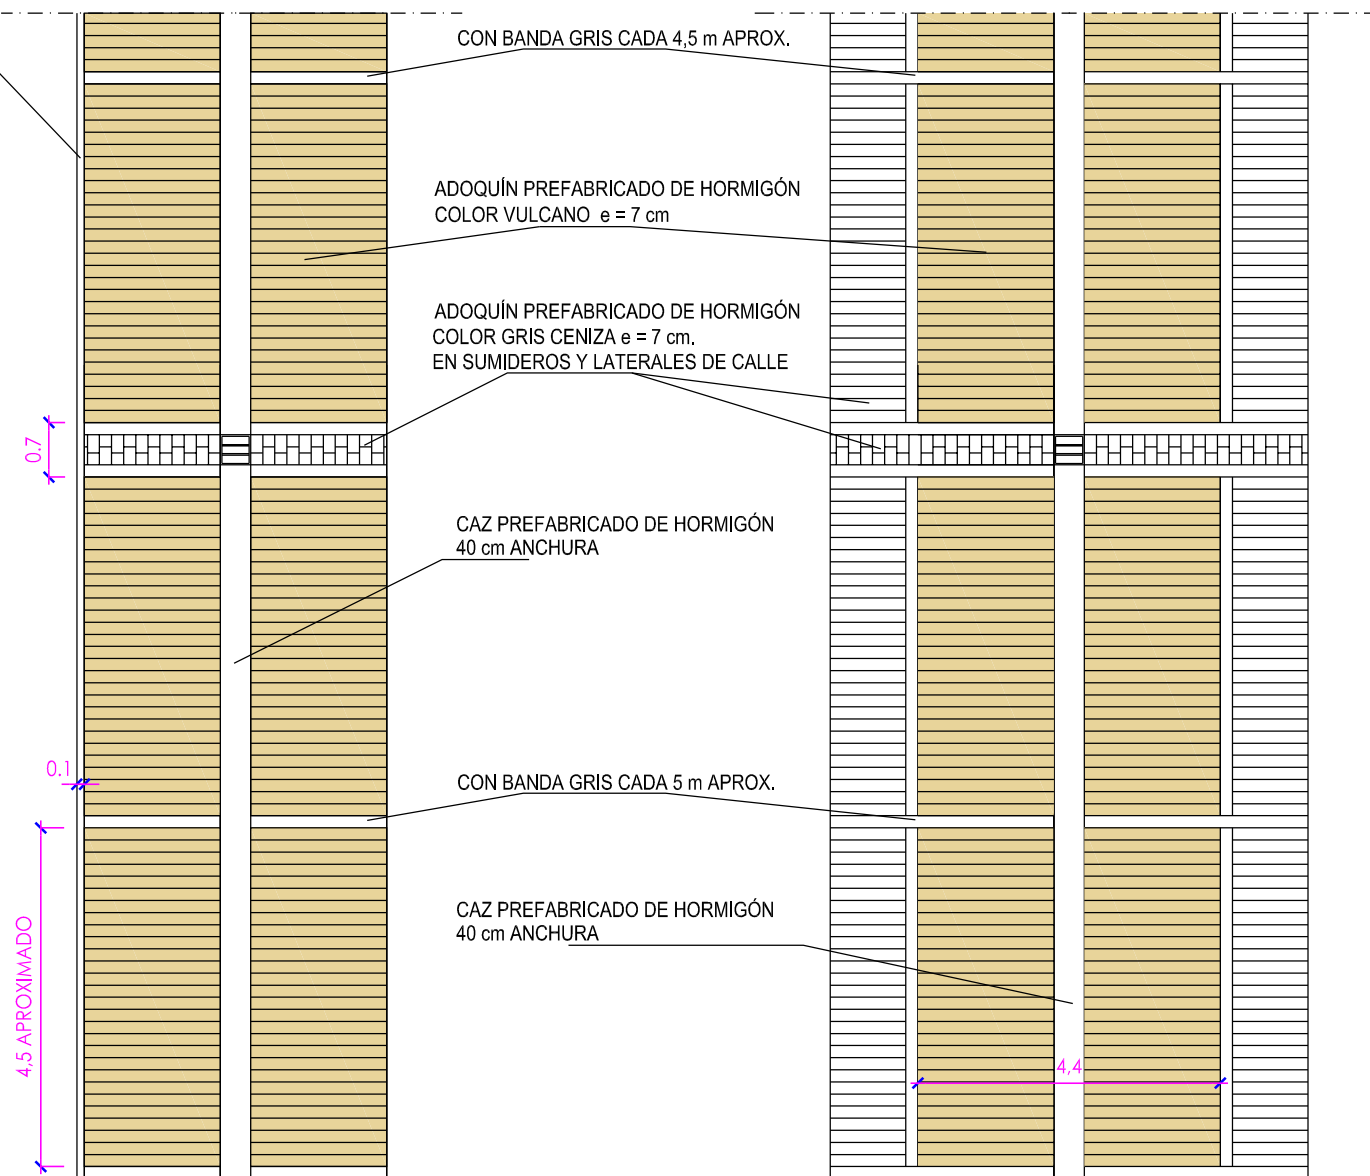 CON BANDA GRIS CADA 4,5 m APROX.
ADOQUÍN PREFABRICADO DE HORMIGÓN
COLOR VULCANO e = 7 cm
ADOQUÍN PREFABRICADO DE HORMIGÓN
COLOR GRIS CENIZA e = 7 cm.
EN SUMIDEROS Y LATERALES DE CALLE
0.7
CAZ PREFABRICADO DE HORMIGÓN
40 cm ANCHURA
0.1
CON BANDA GRIS CADA 5 m APROX.
CAZ PREFABRICADO DE HORMIGÓN
40 cm ANCHURA
4,5 APROXIMADO
4,4